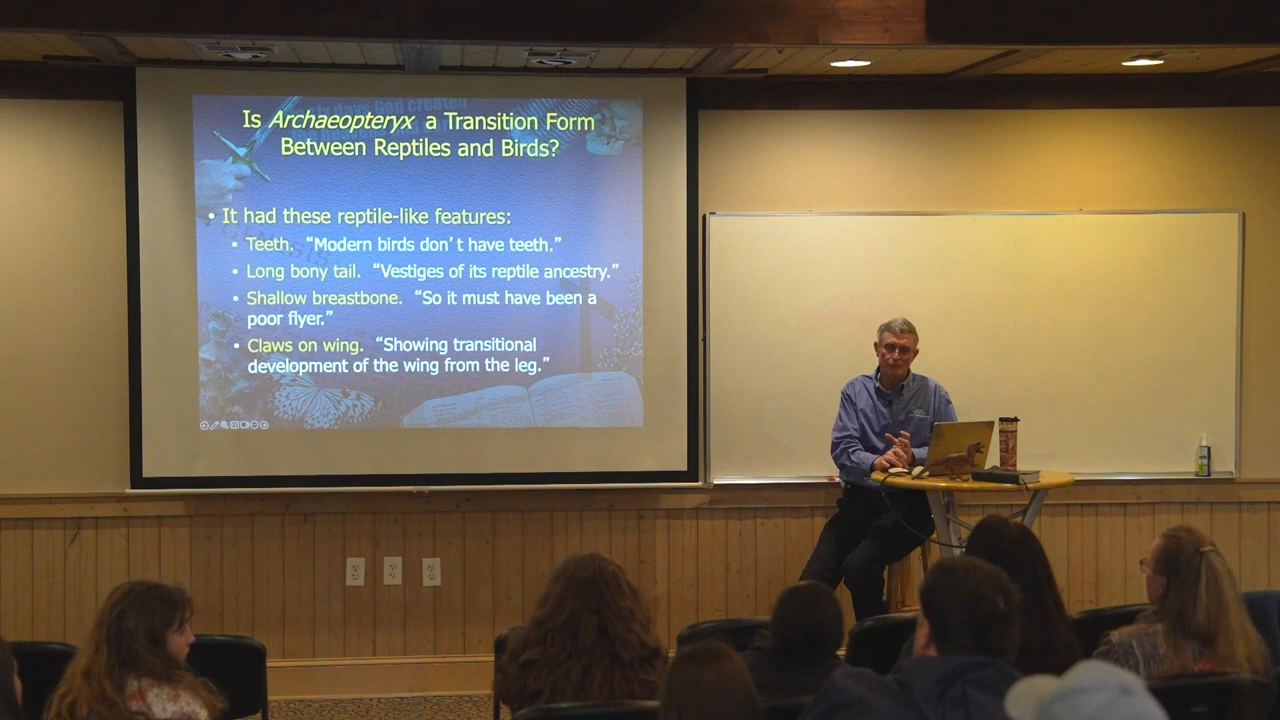 Is Archaeopteryx a Transition Form
Between Reptiles and Birds?
• It had these reptile-like features:
• Teeth. “Modern birds don’t have teeth.”
• Long bony tail. “Vestiges of its reptile ancestry.”
• Shallow breastbone. “So it must have been a
poor flyer.”
• Claws on wing. “Showing transitional
development of the wing from the leg.”